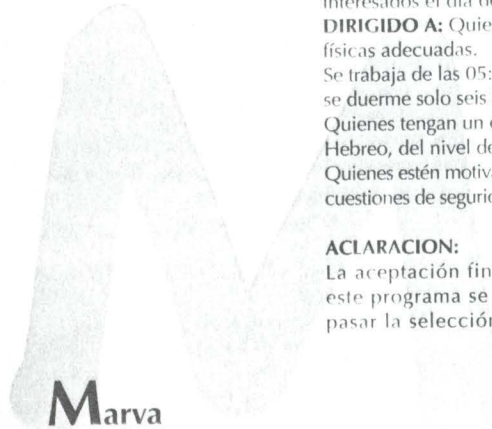 interesados el día de
DIRIGIDO A: Quie
físicas adecuadas.
Se trabaja de las 05:
se duerme solo seis
Quienes tengan un
Hebreo, del nivel de
Quienes estén motiv
cuestiones de segurid
ACLARACION:
La aceptación fin
este programa se
pasar la selección
Marva